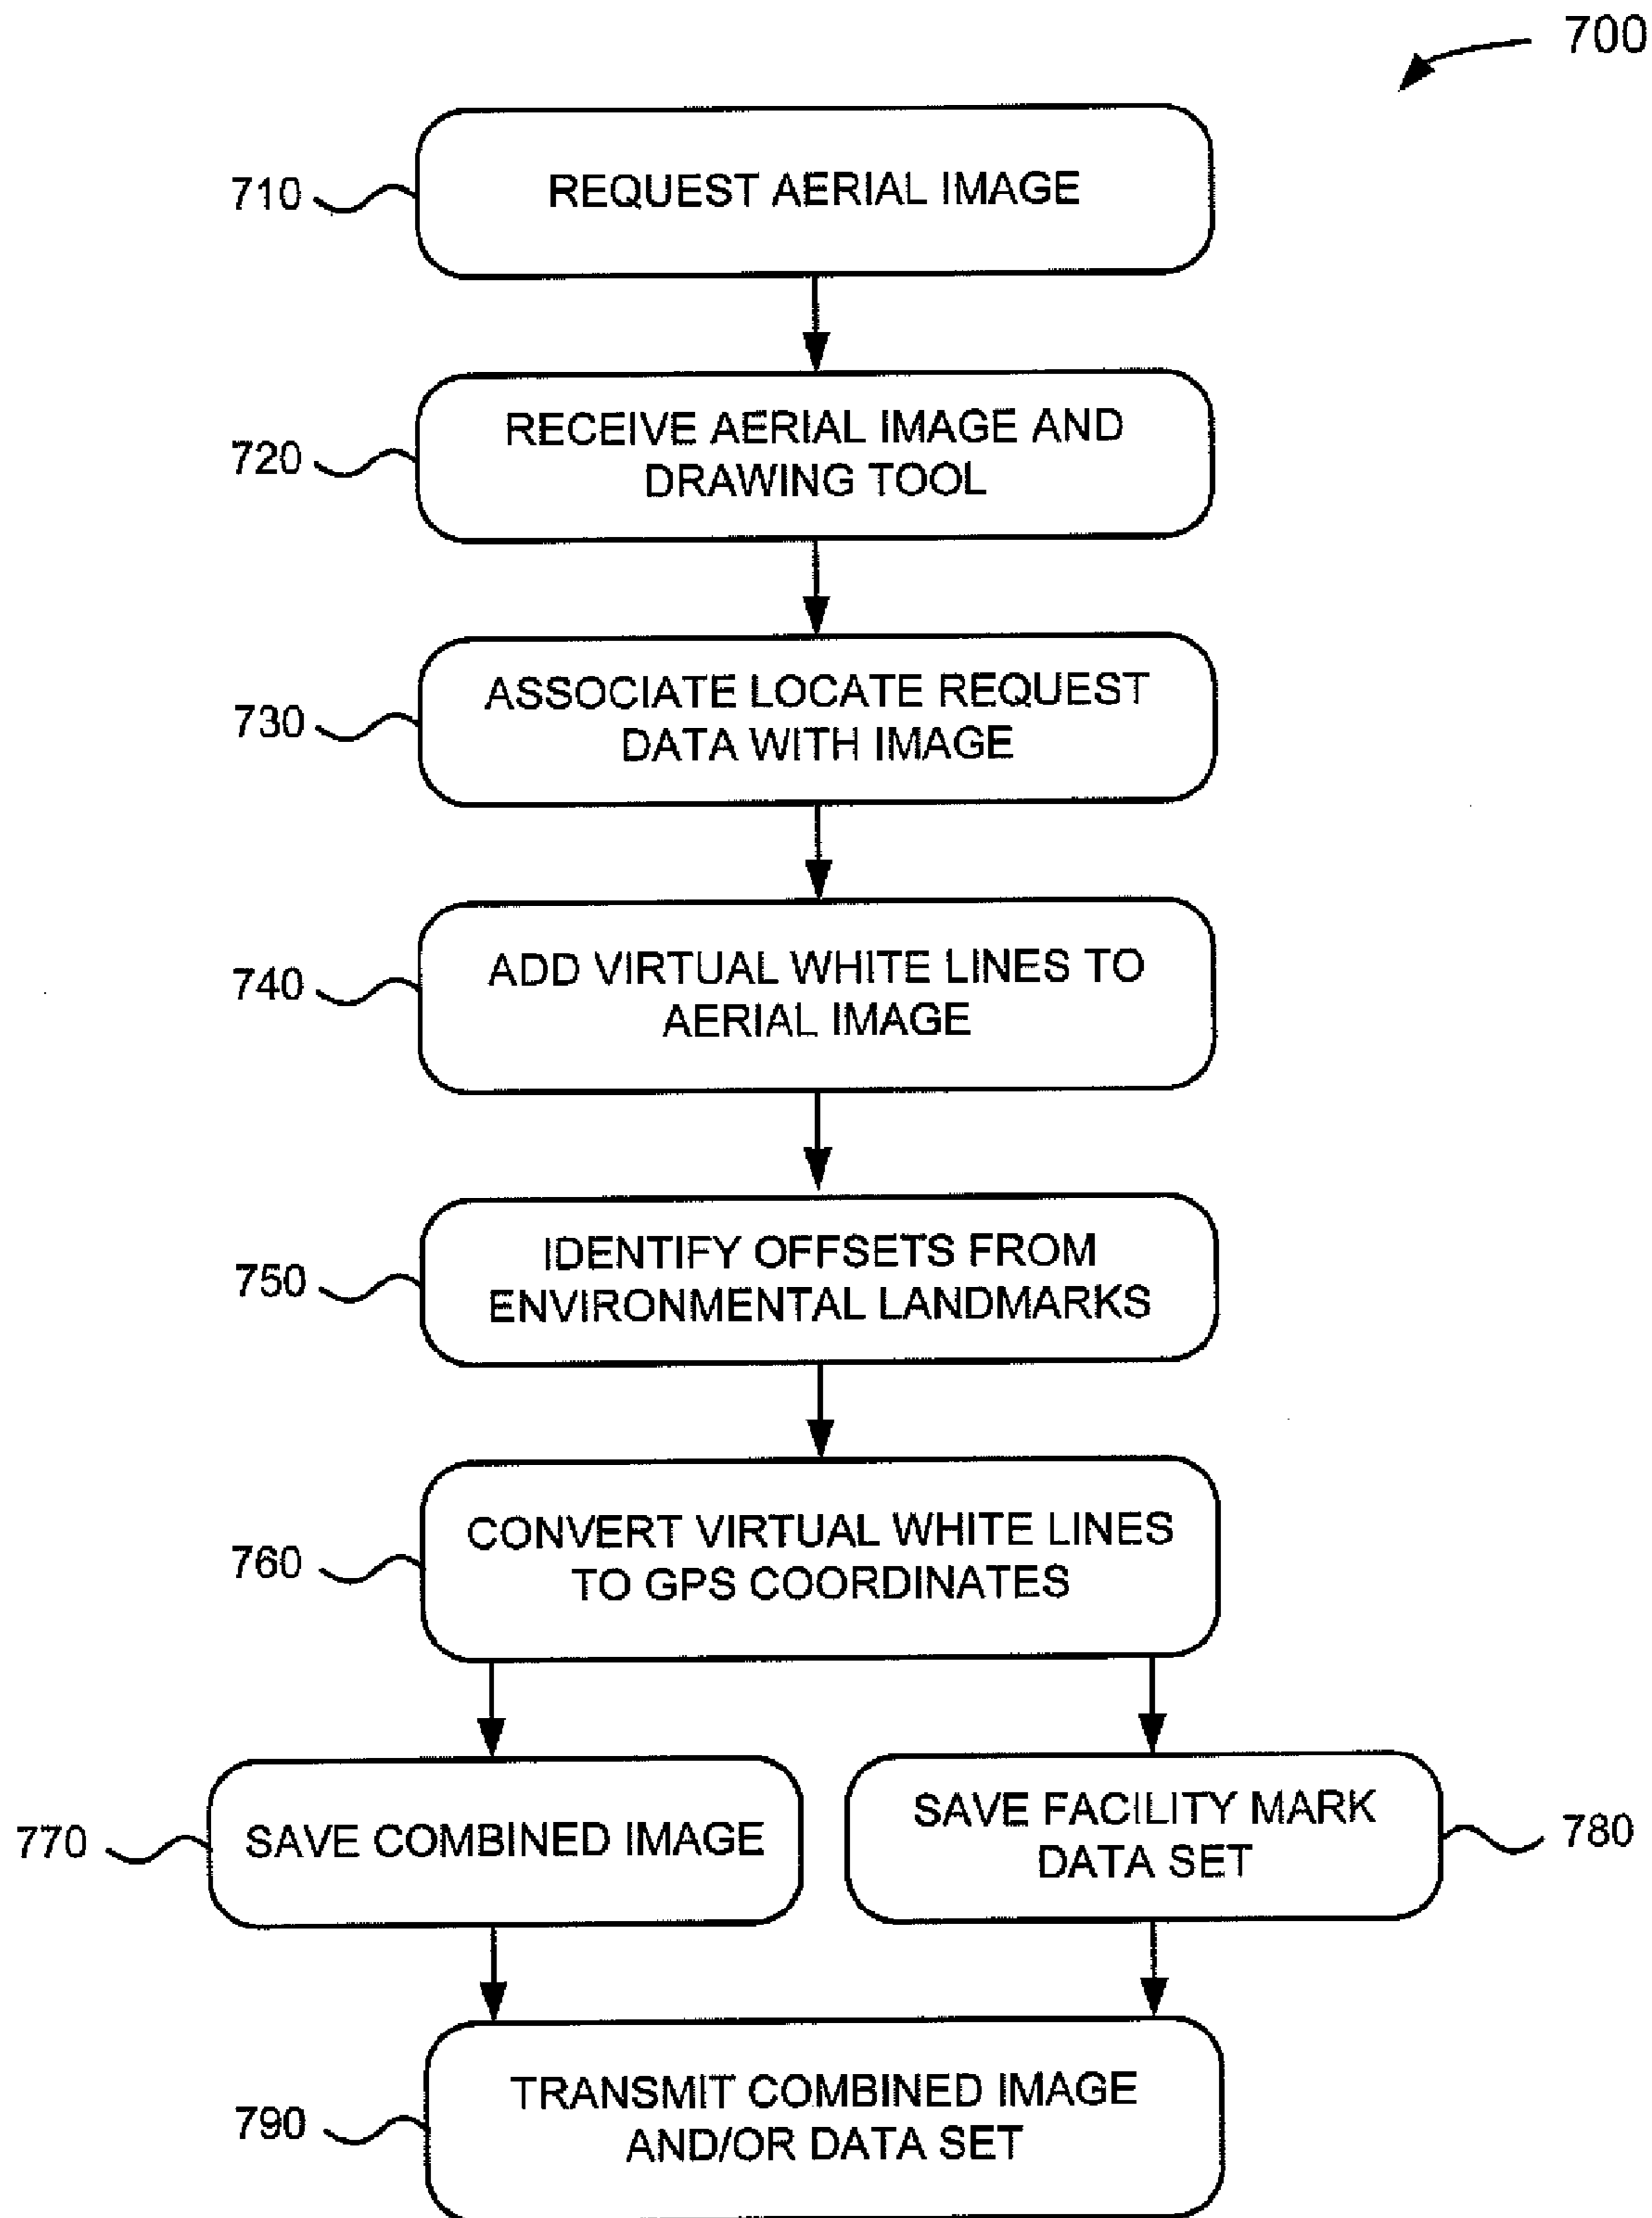 700
710
REQUEST AERIAL IMAGE
720
RECEIVE AERIAL IMAGE AND
DRAWING TOOL
730
ASSOCIATE LOCATE REQUEST
DATA WITH IMAGE
740
ADD VIRTUAL WHITE LINES TO
AERIAL IMAGE
750
IDENTIFY OFFSETS FROM
ENVIRONMENTAL LANDMARKS
760
CONVERT VIRTUAL WHITE LINES
TO GPS COORDINATES
770
SAVE COMBINED IMAGE
SAVE FACILITY MARK
DATA SET
780
790
TRANSMIT COMBINED IMAGE
AND/OR DATA SET